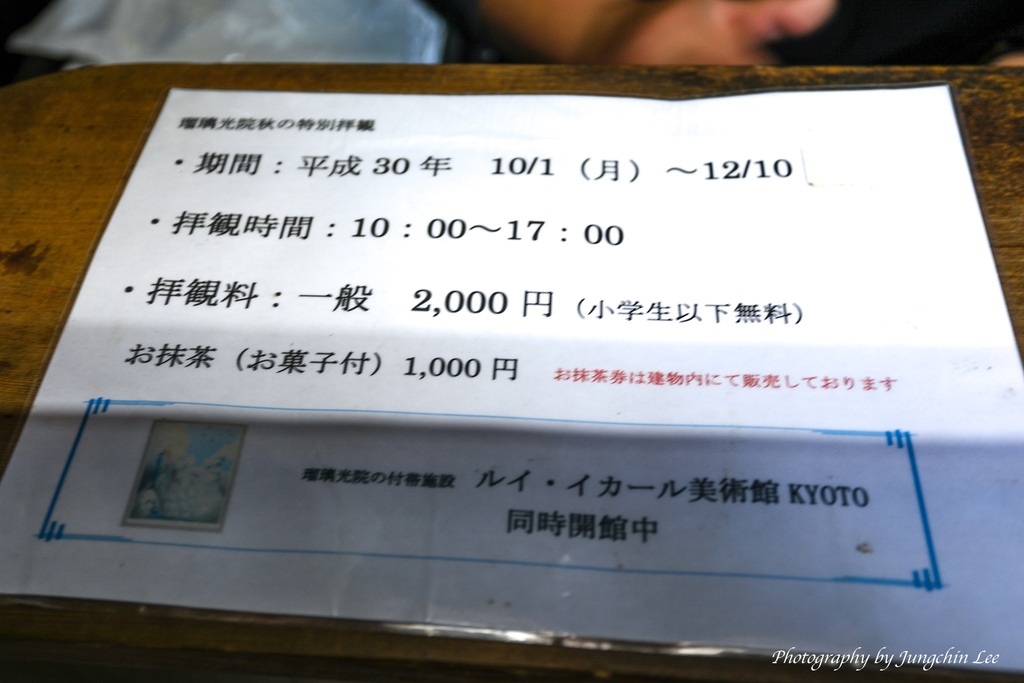 瑠璃光院秋の特別拝観
・期間：平成 30 年　10/1（月）～12/10
・拝観時間：10：00～17：00
・拝観料：一般　2,000 円（小学生以下無料）
お抹茶（お菓子付）1,000 円　お抹茶券は建物内にて販売しております
瑠璃光院の付帯施設　ルイ・イカール美術館 KYOTO
同時開館中
Photography by Jungchin Lee